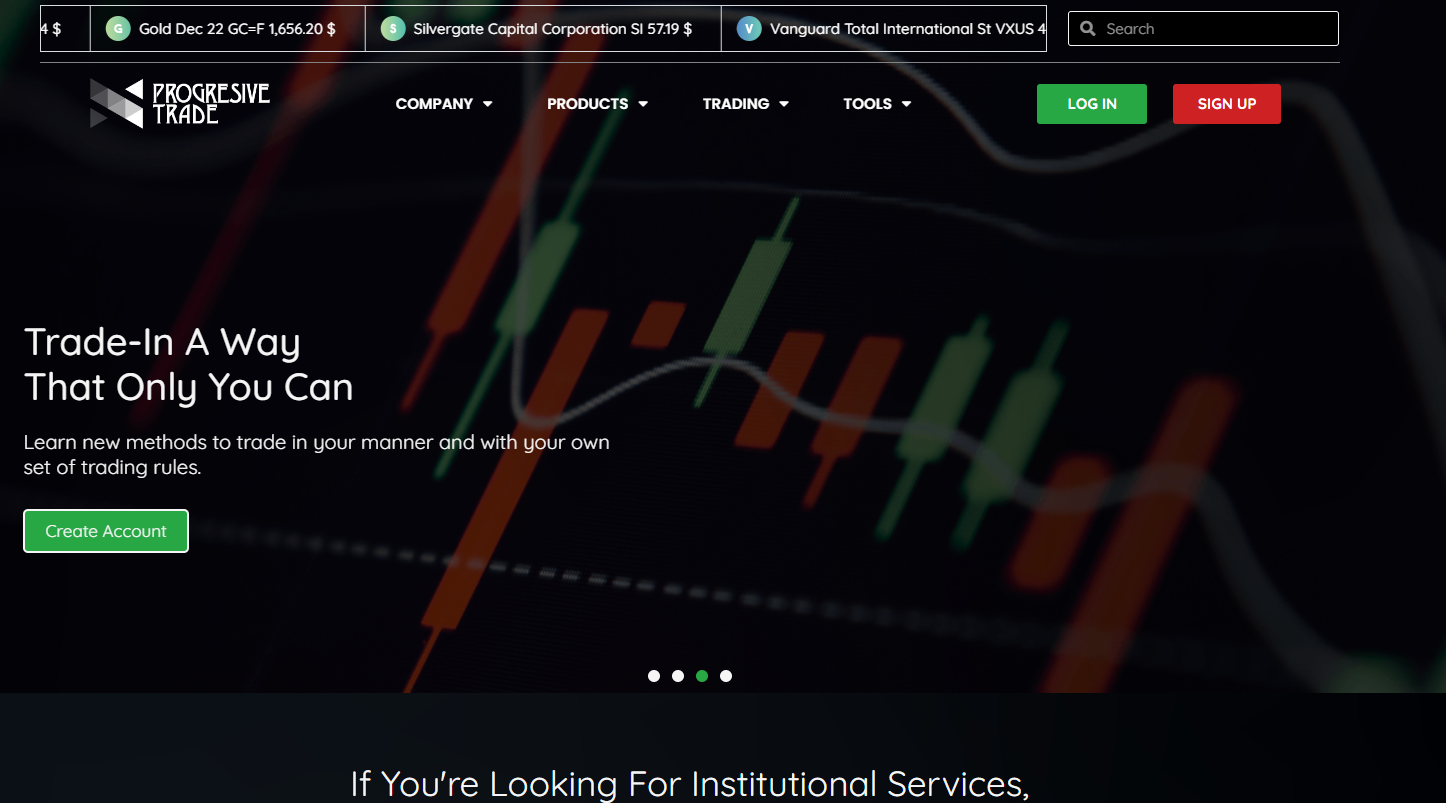 4 $
G Gold Dec 22 GC=F 1,656.20 $
S Silvergate Capital Corporation SI 57.19 $
V Vanguard Total International St VXUS 4
Search
PROGRESIVE
TRADE
COMPANY
PRODUCTS
TRADING
TOOLS
LOG IN
SIGN UP
Trade-In A Way
That Only You Can
Learn new methods to trade in your manner and with your own
set of trading rules.
Create Account
If You're Looking For Institutional Services,